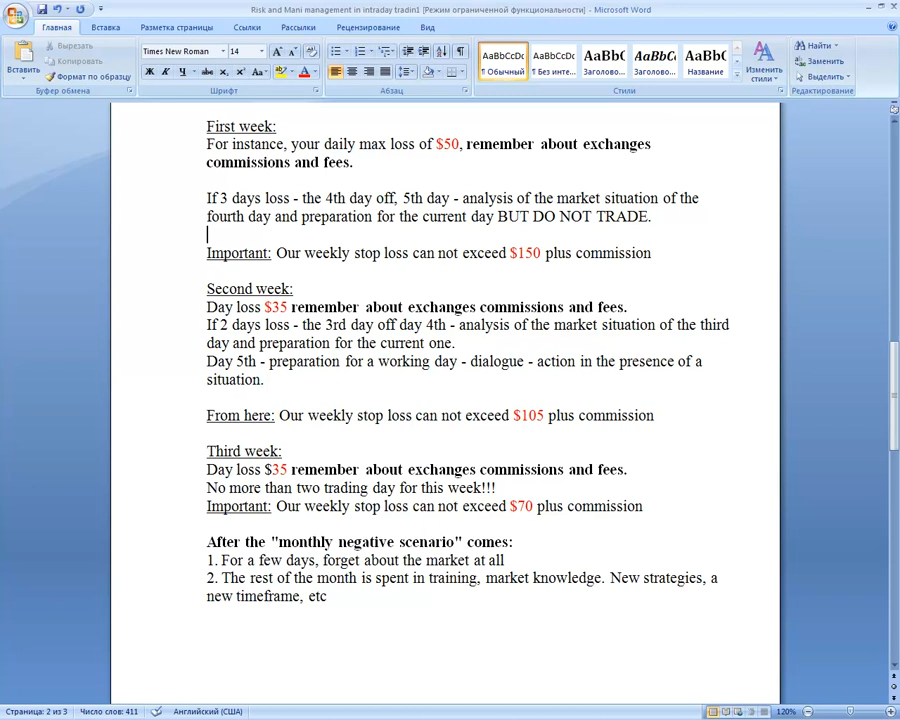 Risk and Mani management in intraday tradin1 [Режим ограниченной функциональности] - Microsoft Word
Главная Вставка Разметка страницы Ссылки Рассылки Рецензирование Вид
Вставить
Вырезать
Копировать
Формат по образцу
Буфер обмена
Times New Roman 14
Ж К Ч abc x, x² Aa
Шрифт
Абзац
AaBbCcDc AaBbCcDc AaBbC AaBbCc AaBbC
¶ Обычный ¶ Без инте... Заголово... Заголово... Название
Стили
Изменить стили
Найти
Заменить
Выделить
Редактирование
First week:
For instance, your daily max loss of $50, remember about exchanges
commissions and fees.
If 3 days loss - the 4th day off, 5th day - analysis of the market situation of the
fourth day and preparation for the current day BUT DO NOT TRADE.
Important: Our weekly stop loss can not exceed $150 plus commission
Second week:
Day loss $35 remember about exchanges commissions and fees.
If 2 days loss - the 3rd day off day 4th - analysis of the market situation of the third
day and preparation for the current one.
Day 5th - preparation for a working day - dialogue - action in the presence of a
situation.
From here: Our weekly stop loss can not exceed $105 plus commission
Third week:
Day loss $35 remember about exchanges commissions and fees.
No more than two trading day for this week!!!
Important: Our weekly stop loss can not exceed $70 plus commission
After the "monthly negative scenario" comes:
1. For a few days, forget about the market at all
2. The rest of the month is spent in training, market knowledge. New strategies, a
new timeframe, etc
Страница: 2 из 3 Число слов: 411 Английский (США) 120%